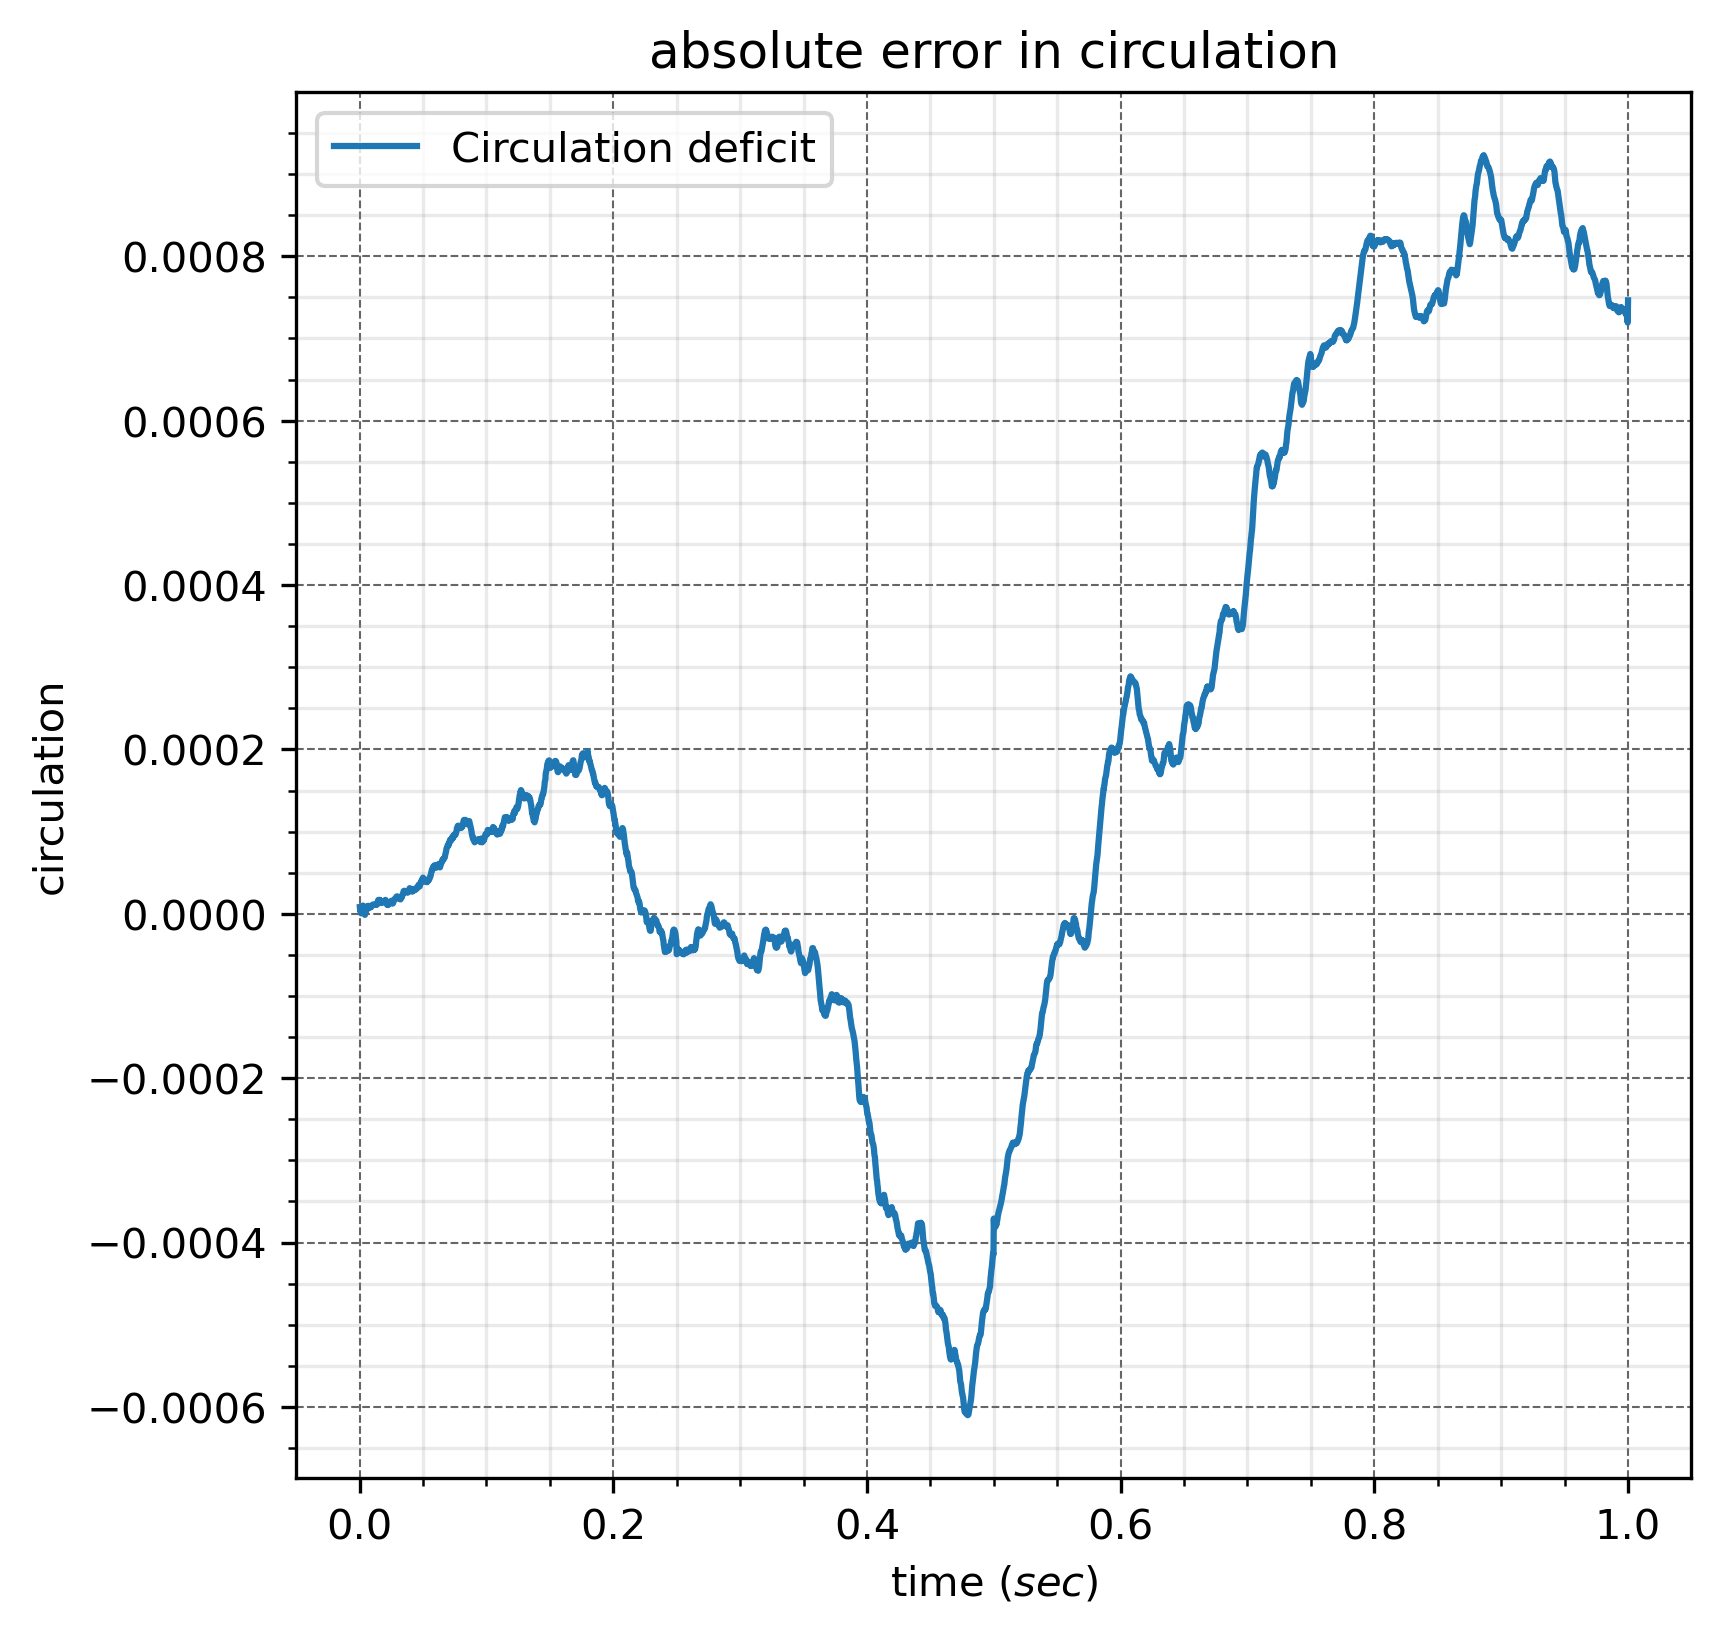 absolute error in circulation
Circulation deficit
circulation
0.0008
0.0006
0.0004
0.0002
0.0000
−0.0002
−0.0004
−0.0006
0.0 0.2 0.4 0.6 0.8 1.0
time (sec)